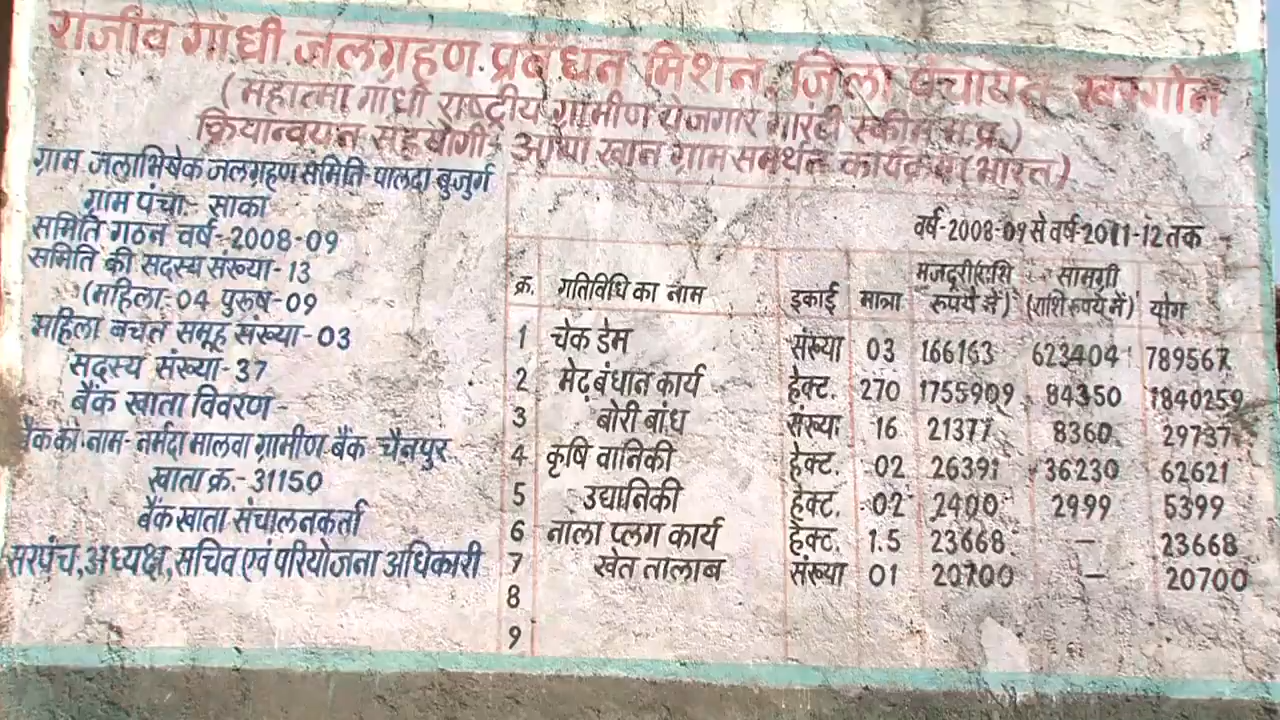 राजीव गांधी जलग्रहण प्रबंधन मिशन, जिला पंचायत खरगोन
(महात्मा गांधी राष्ट्रीय ग्रामीण रोजगार गारंटी स्कीम म.प्र.)
क्रियान्वयन सहयोगी- आगा खान ग्राम समर्थन कार्यक्रम (भारत)
ग्राम जलाभिषेक जलग्रहण समिति-पालदा बुजुर्ग
ग्राम पंचा.- साका
समिति गठन वर्ष-2008-09
समिति की सदस्य संख्या-13
(महिला-04 पुरूष-09
महिला बचत समूह संख्या-03
सदस्य संख्या-37
बैंक खाता विवरण-
बैंक का नाम- नर्मदा मालवा ग्रामीण बैंक चैनपुर
खाता क्र.-31150
बैंक खाता संचालनकर्ता
सरपंच,अध्यक्ष,सचिव एवं परियोजना अधिकारी
वर्ष-2008-09 से वर्ष-2011-12 तक
क्र. गतिविधि का नाम इकाई मात्रा मजदूरी(राशि रूपये में) सामग्री (राशि रूपये में) योग
1 चेक डेम संख्या 03 166163 623404 789567
2 मेढ़ बंधान कार्य हेक्ट. 270 1755909 84350 1840259
3 बोरी बांध संख्या 16 21377 8360 29737
4 कृषि वानिकी हेक्ट. 02 26391 36230 62621
5 उद्यानिकी हेक्ट. 02 2400 2999 5399
6 नाला प्लग कार्य हेक्ट. 1.5 23668 — 23668
7 खेत तालाब संख्या 01 20700 — 20700
8
9